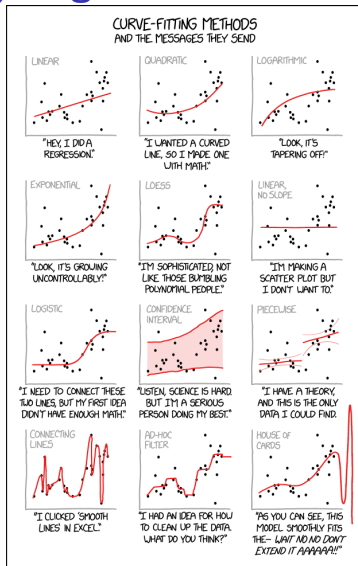 CURVE-FITTING METHODS
AND THE MESSAGES THEY SEND
LINEAR
"HEY, I DID A
REGRESSION."
QUADRATIC
"I WANTED A CURVED
LINE, SO I MADE ONE
WITH MATH."
LOGARITHMIC
"LOOK, IT'S
TAPERING OFF!"
EXPONENTIAL
"LOOK, IT'S GROWING
UNCONTROLLABLY!"
LOESS
"I'M SOPHISTICATED, NOT
LIKE THOSE BUMBLING
POLYNOMIAL PEOPLE."
LINEAR,
NO SLOPE
"I'M MAKING A
SCATTER PLOT BUT
I DON'T WANT TO."
LOGISTIC
"I NEED TO CONNECT THESE
TWO LINES, BUT MY FIRST IDEA
DIDN'T HAVE ENOUGH MATH."
CONFIDENCE
INTERVAL
"LISTEN, SCIENCE IS HARD.
BUT I'M A SERIOUS
PERSON DOING MY BEST."
PIECEWISE
"I HAVE A THEORY,
AND THIS IS THE ONLY
DATA I COULD FIND.
CONNECTING
LINES
"I CLICKED 'SMOOTH
LINES' IN EXCEL."
AD-HOC
FILTER
"I HAD AN IDEA FOR HOW
TO CLEAN UP THE DATA.
WHAT DO YOU THINK?"
HOUSE OF
CARDS
"AS YOU CAN SEE, THIS
MODEL SMOOTHLY FITS
THE- WAIT NO NO DON'T
EXTEND IT AAAAAA!!"